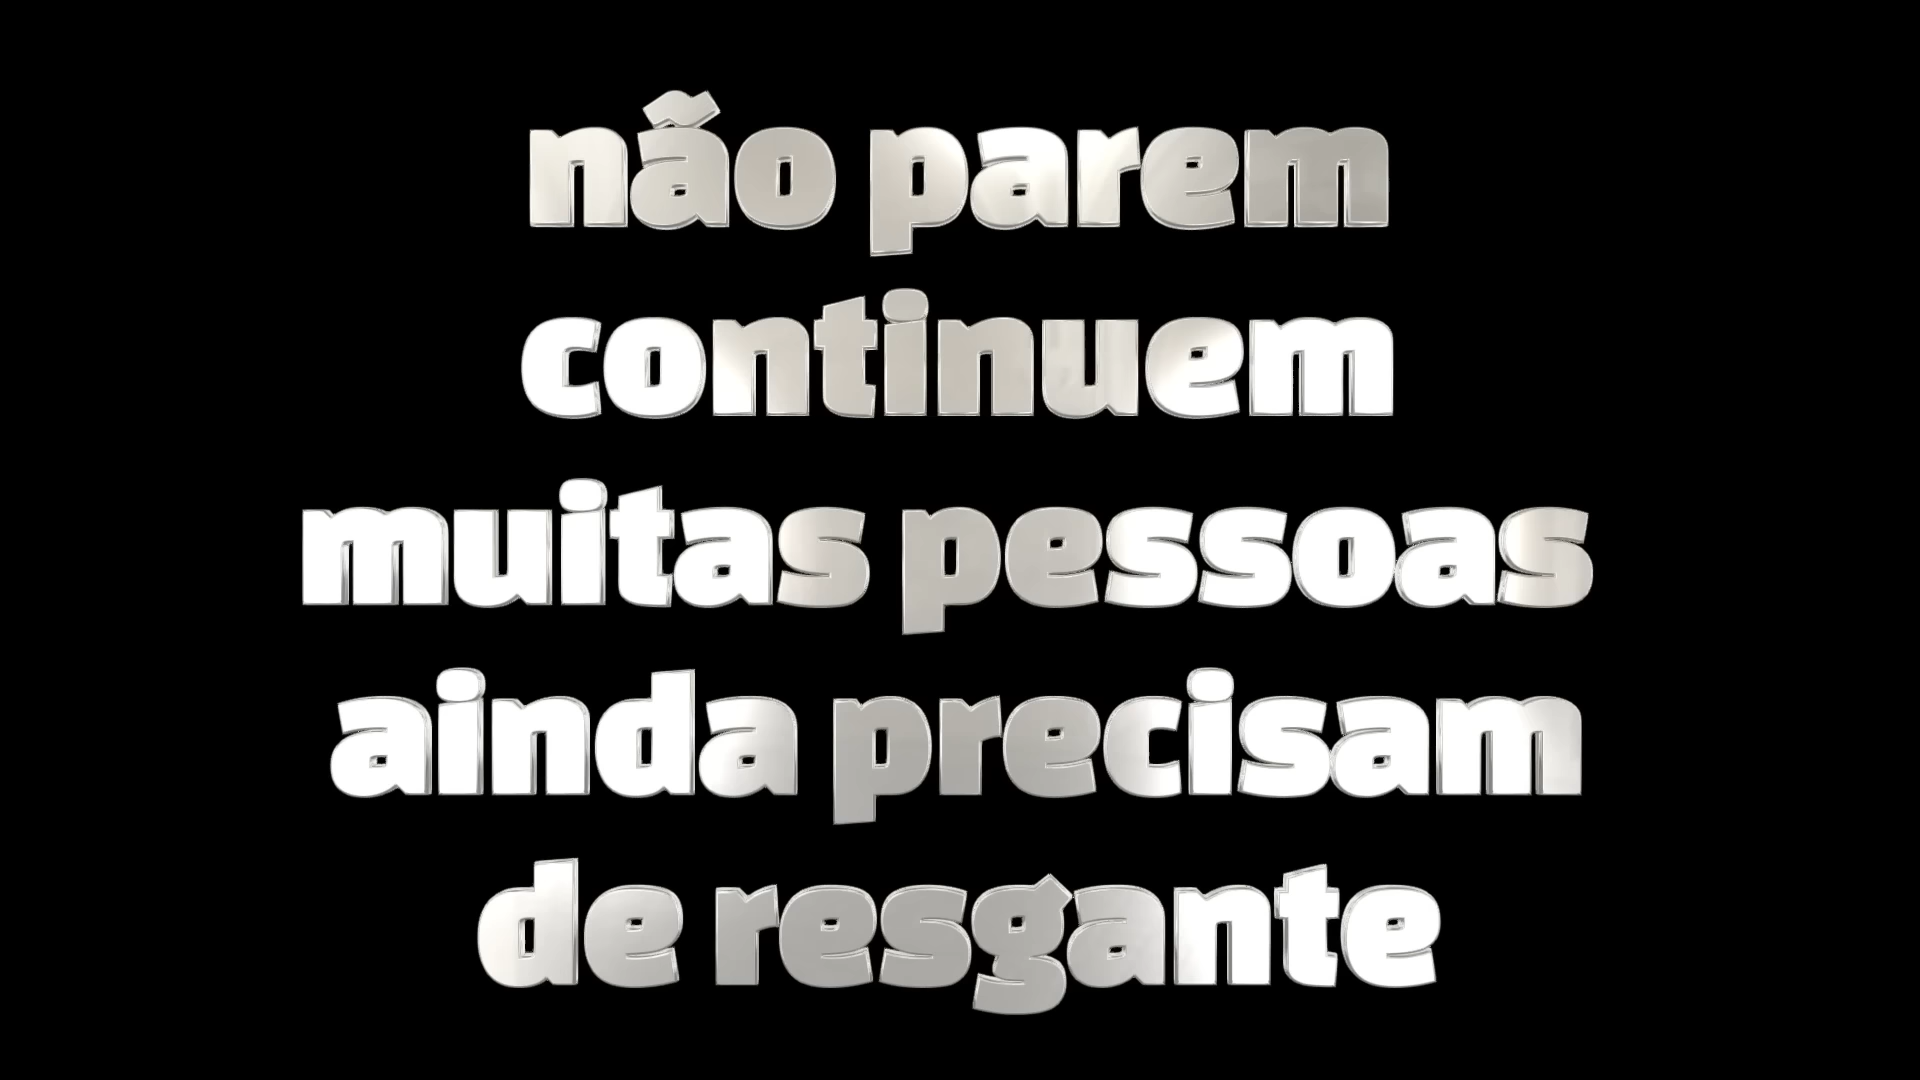 não parem
continuem
muitas pessoas
ainda precisam
de resgante